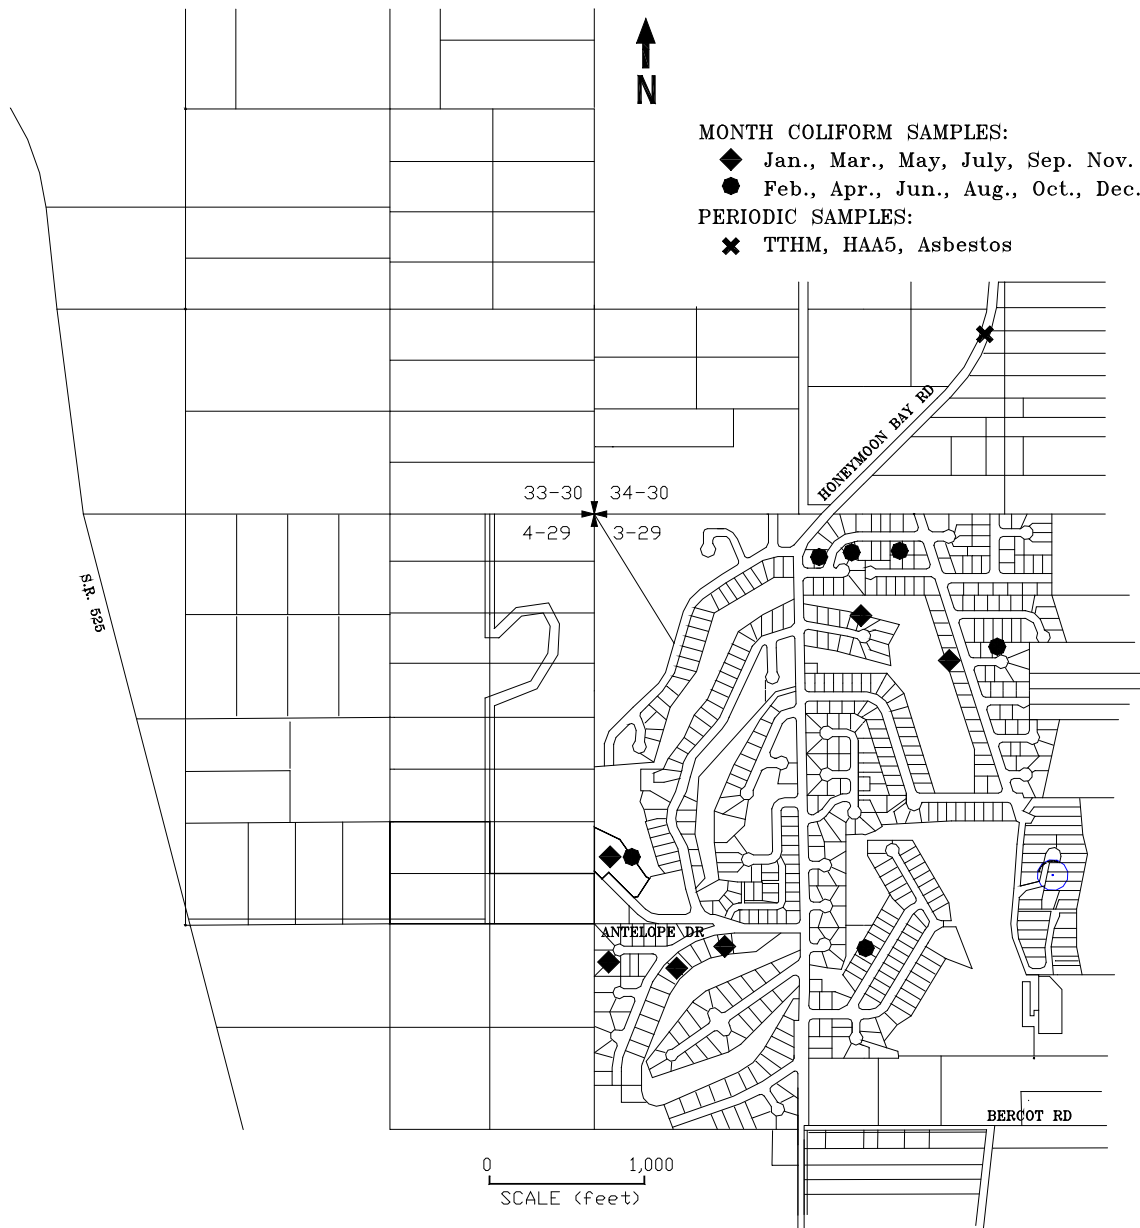 N
MONTH COLIFORM SAMPLES:
Jan., Mar., May, July, Sep. Nov.
Feb., Apr., Jun., Aug., Oct., Dec.
PERIODIC SAMPLES:
TTHM, HAA5, Asbestos
HONEYMOON BAY RD
33-30 34-30
4-29 3-29
S.R. 525
ANTELOPE DR
BERCOT RD
0 1,000
SCALE (feet)